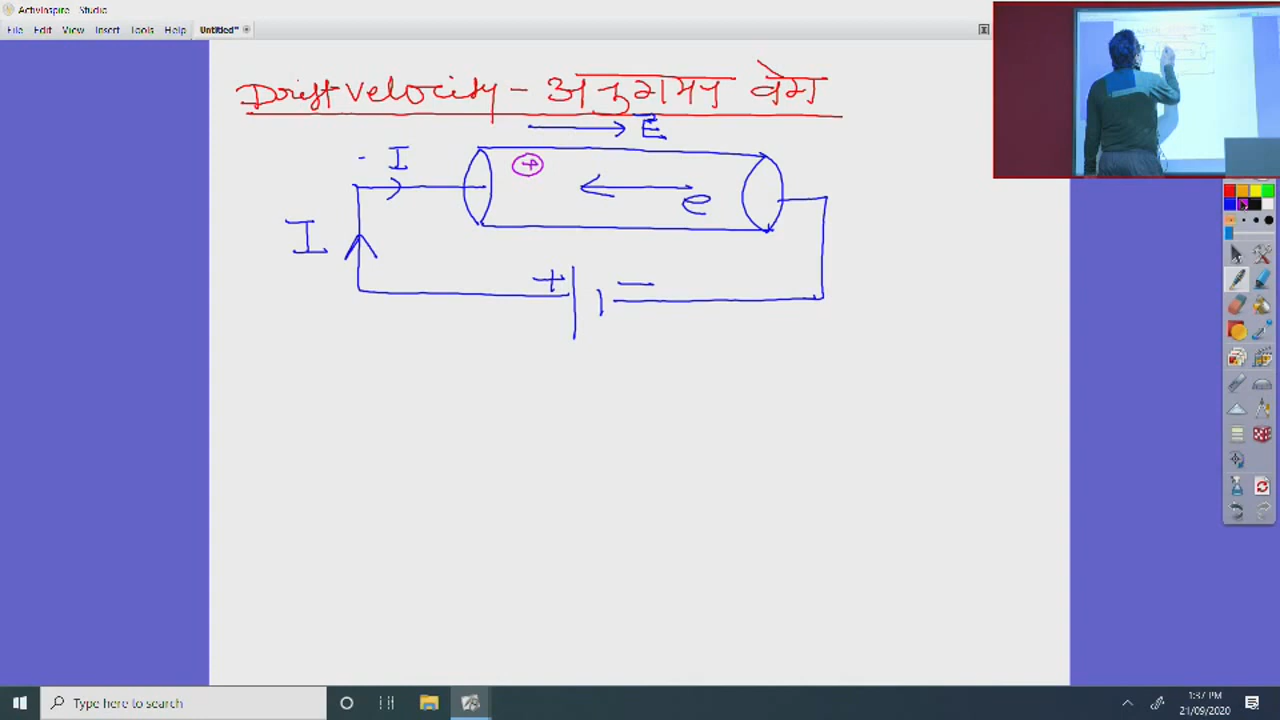 ActivInspire - Studio
File Edit View Insert Tools Help Untitled*
Drift Velocity - अनुगमन वेग
E
I
+
e
I
+ -
Type here to search
1:37 PM
21/09/2020